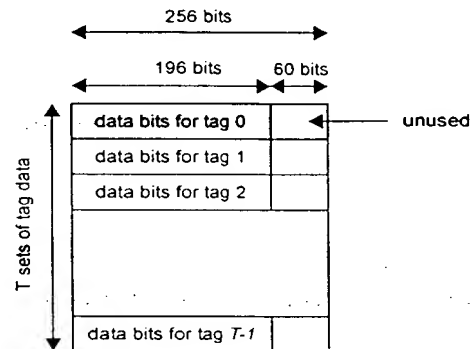 256 bits
196 bits
60 bits
data bits for tag 0
unused
data bits for tag 1
data bits for tag 2
T sets of tag data
data bits for tag T-1